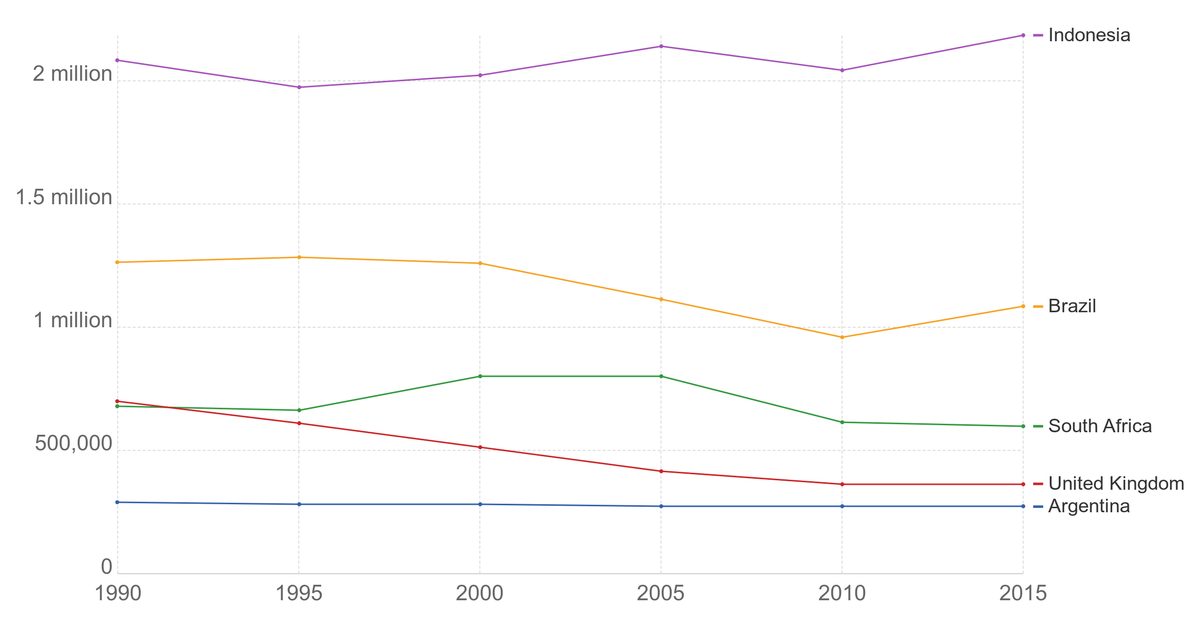 2 million
1.5 million
1 million
500,000
0
1990 1995 2000 2005 2010 2015
Indonesia
Brazil
South Africa
United Kingdom
Argentina